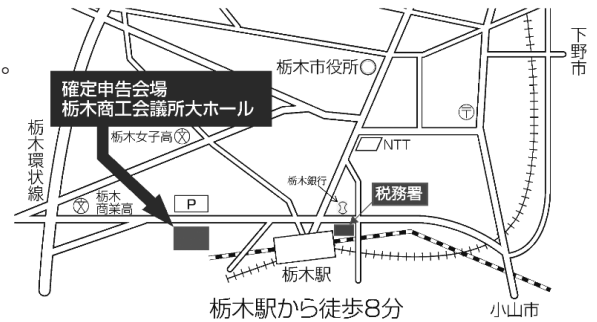 。
下野市
栃木市役所
確定申告会場
栃木商工会議所大ホール
〒
栃木環状線
栃木女子高 文
NTT
栃木銀行
税務署
文 栃木
商業高
P
栃木駅
栃木駅から徒歩8分
小山市